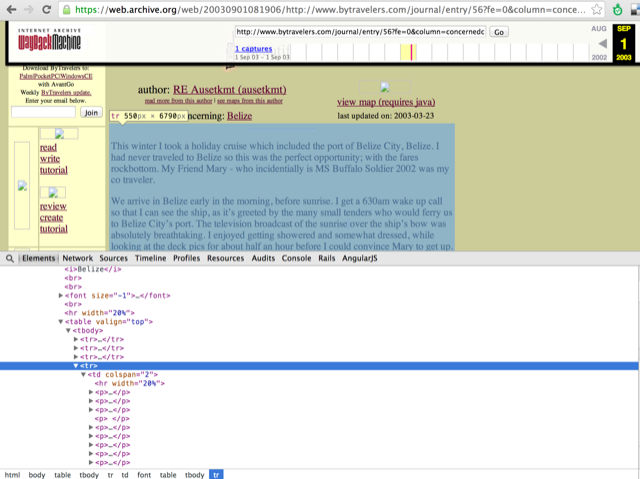 https://web.archive.org/web/20030901081906/http://www.bytravelers.com/journal/entry/56?fe=0&column=conce...
INTERNET ARCHIVE
WayBackMachine
http://www.bytravelers.com/journal/entry/56?fe=0&column=concernedc
Go
1 captures
1 Sep 03 - 1 Sep 03
AUG
SEP
1
2002
2003
Download ByTravelers to:
Palm/PocketPC/WindowsCE
with AvantGo
Weekly ByTravelers update.
Enter your email below.
Join
read
write
tutorial
review
create
tutorial
author: RE Ausetkmt (ausetkmt)
read more from this author | see maps from this author
tr 550px × 6790px
ncerning: Belize
view map (requires java)
last updated on: 2003-03-23
This winter I took a holiday cruise which included the port of Belize City, Belize. I
had never traveled to Belize so this was the perfect opportunity; with the fares
rockbottom. My Friend Mary - who incidentially is MS Buffalo Soldier 2002 was my
co traveler.
We arrive in Belize early in the morning, before sunrise. I get a 630am wake up call
so that I can see the ship, as it's greeted by the many small tenders who would ferry us
to Belize City's port. The television broadcast of the sunrise over the ship's bow was
absolutely breathtaking. I enjoyed getting showered and somewhat dressed, while
looking at the deck pics for about half an hour before I could convince Mary to get up.
Elements Network Sources Timeline Profiles Resources Audits Console Rails AngularJS
<i>Belize</i>
<br>
<br>
<font size="-1">…</font>
<br>
<hr width="20%">
<table valign="top">
<tbody>
<tr>…</tr>
<tr>…</tr>
<tr>…</tr>
<tr>
<td colspan="2">
<hr width="20%">
<p>…</p>
<p>…</p>
<p>…</p>
<p> </p>
<p>…</p>
<p>…</p>
<p>…</p>
<p>…</p>
<p>…</p>
html body table tbody tr td font table tbody tr